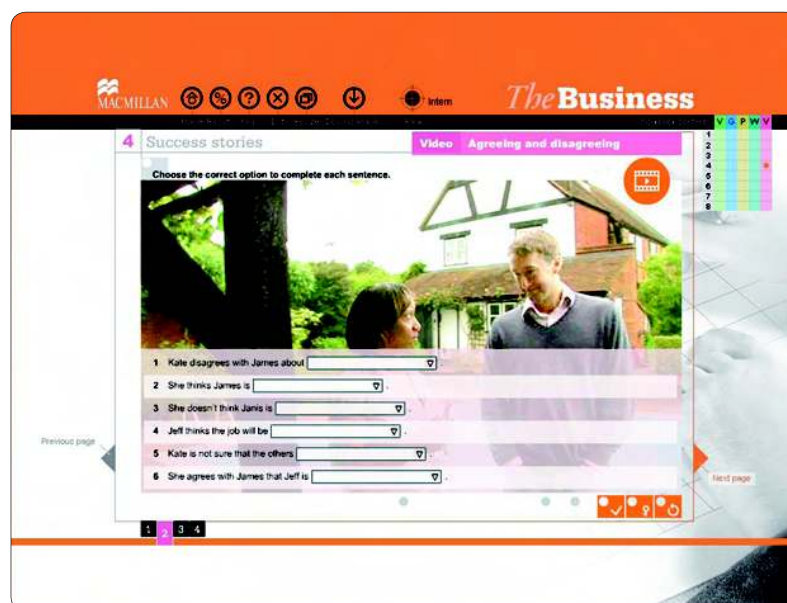 MACMILLAN
Intern
The Business
V G P W V
1
2
3
4
5
6
7
8
4 Success stories
Video Agreeing and disagreeing
Choose the correct option to complete each sentence.
1 Kate disagrees with James about .
2 She thinks James is .
3 She doesn't think Janis is .
4 Jeff thinks the job will be .
5 Kate is not sure that the others .
6 She agrees with James that Jeff is .
Previous page
Next page
1 2 3 4